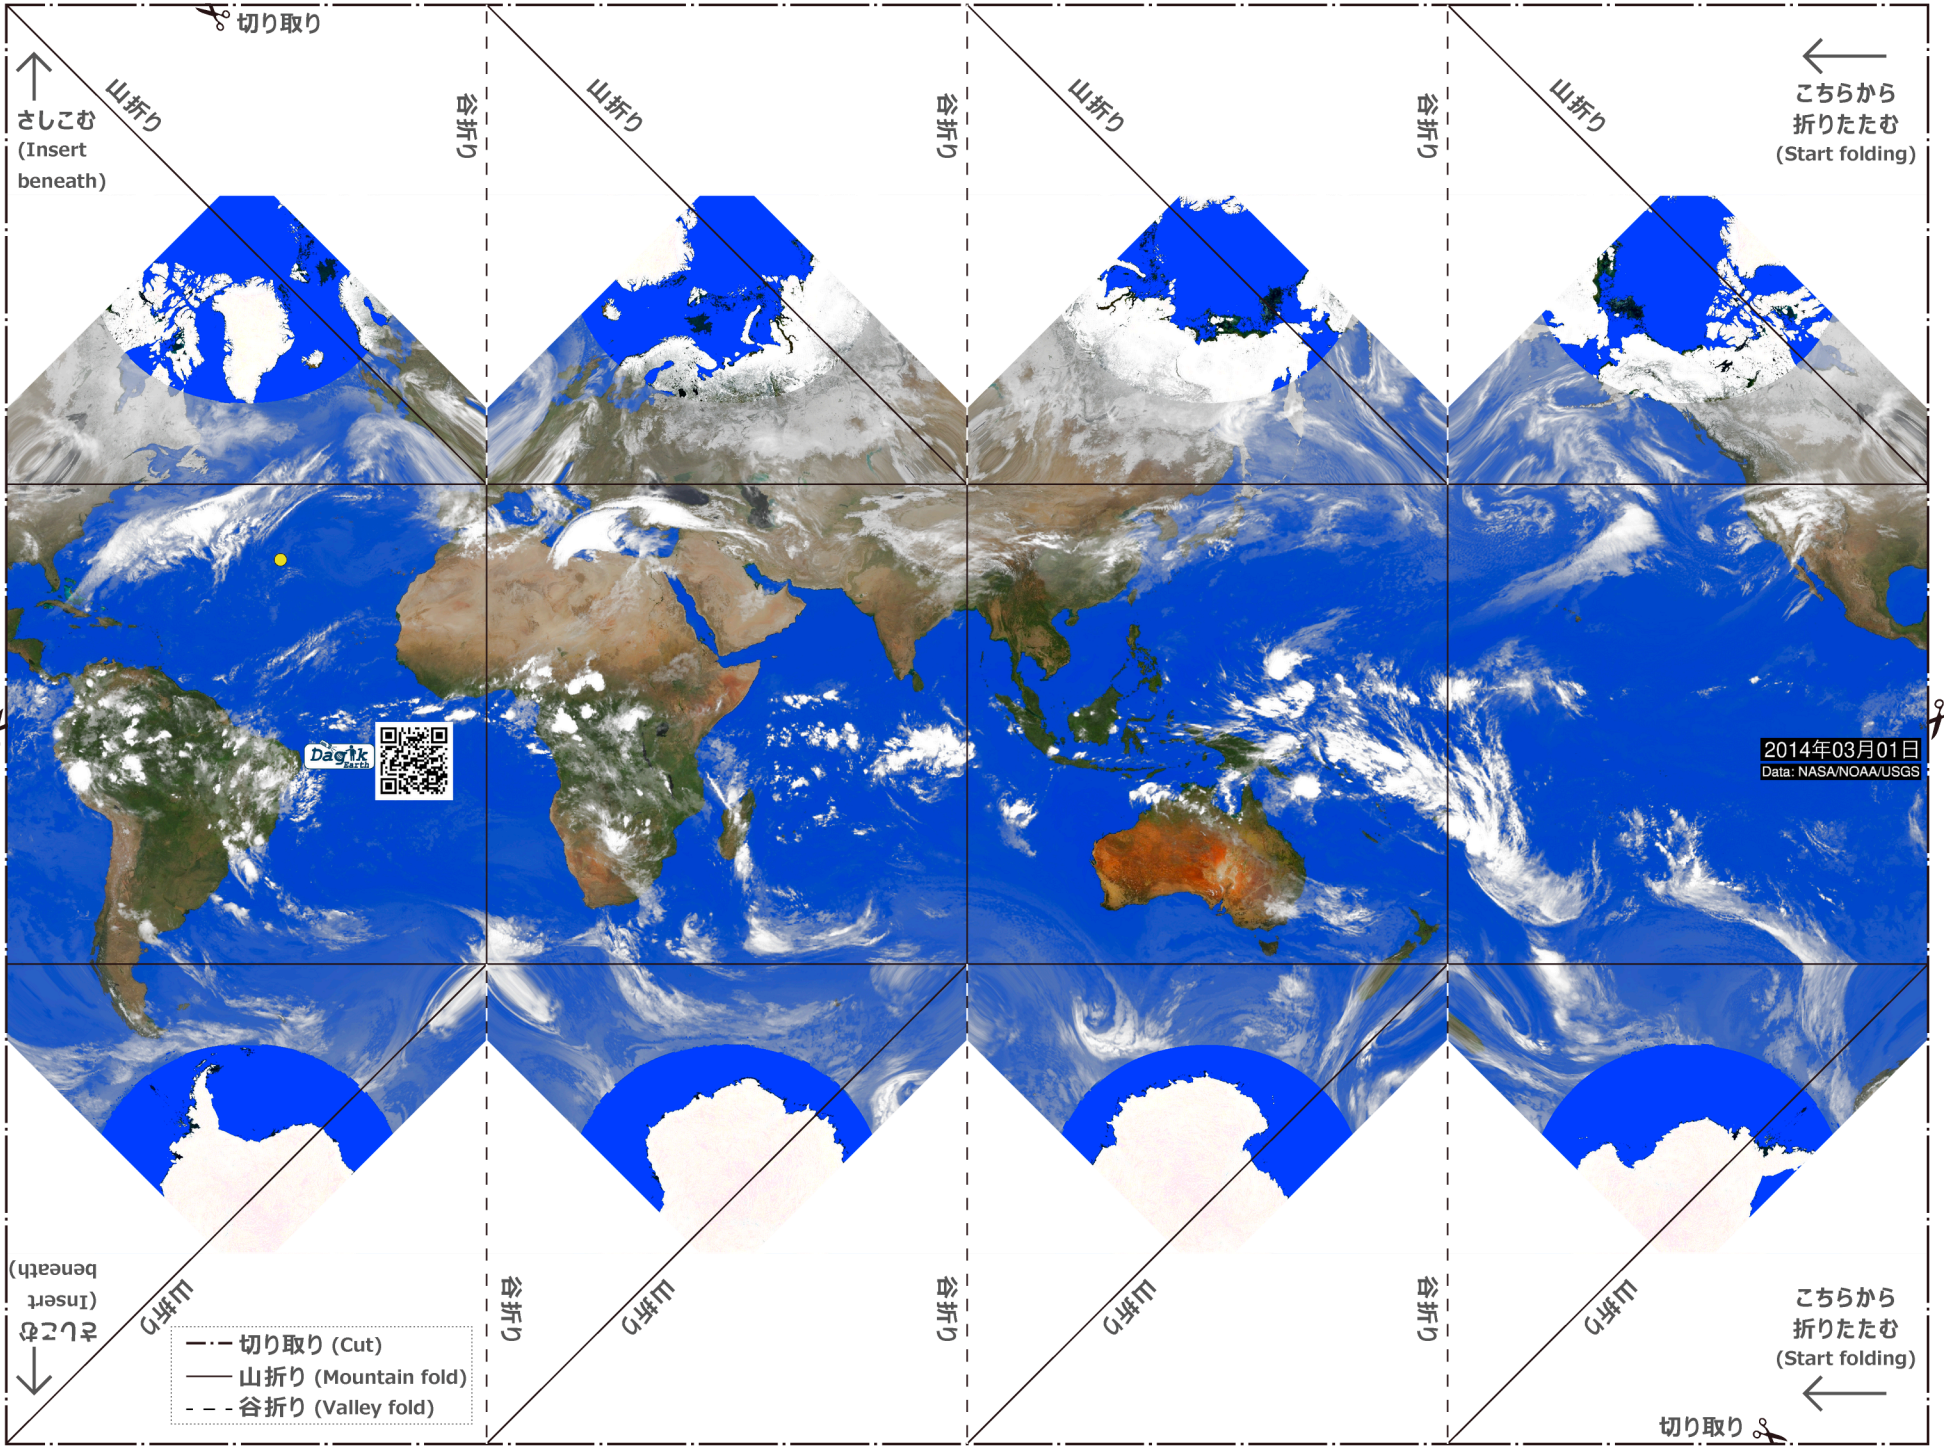 切り取り
さしこむ
(Insert
beneath)
山折り
谷折り
山折り
谷折り
山折り
谷折り
山折り
こちらから
折りたたむ
(Start folding)
Dagik
Earth
2014年03月01日
Data: NASA/NOAA/USGS
さしこむ
(Insert
beneath)
山折り
谷折り
山折り
谷折り
山折り
谷折り
山折り
こちらから
折りたたむ
(Start folding)
切り取り (Cut)
山折り (Mountain fold)
谷折り (Valley fold)
切り取り